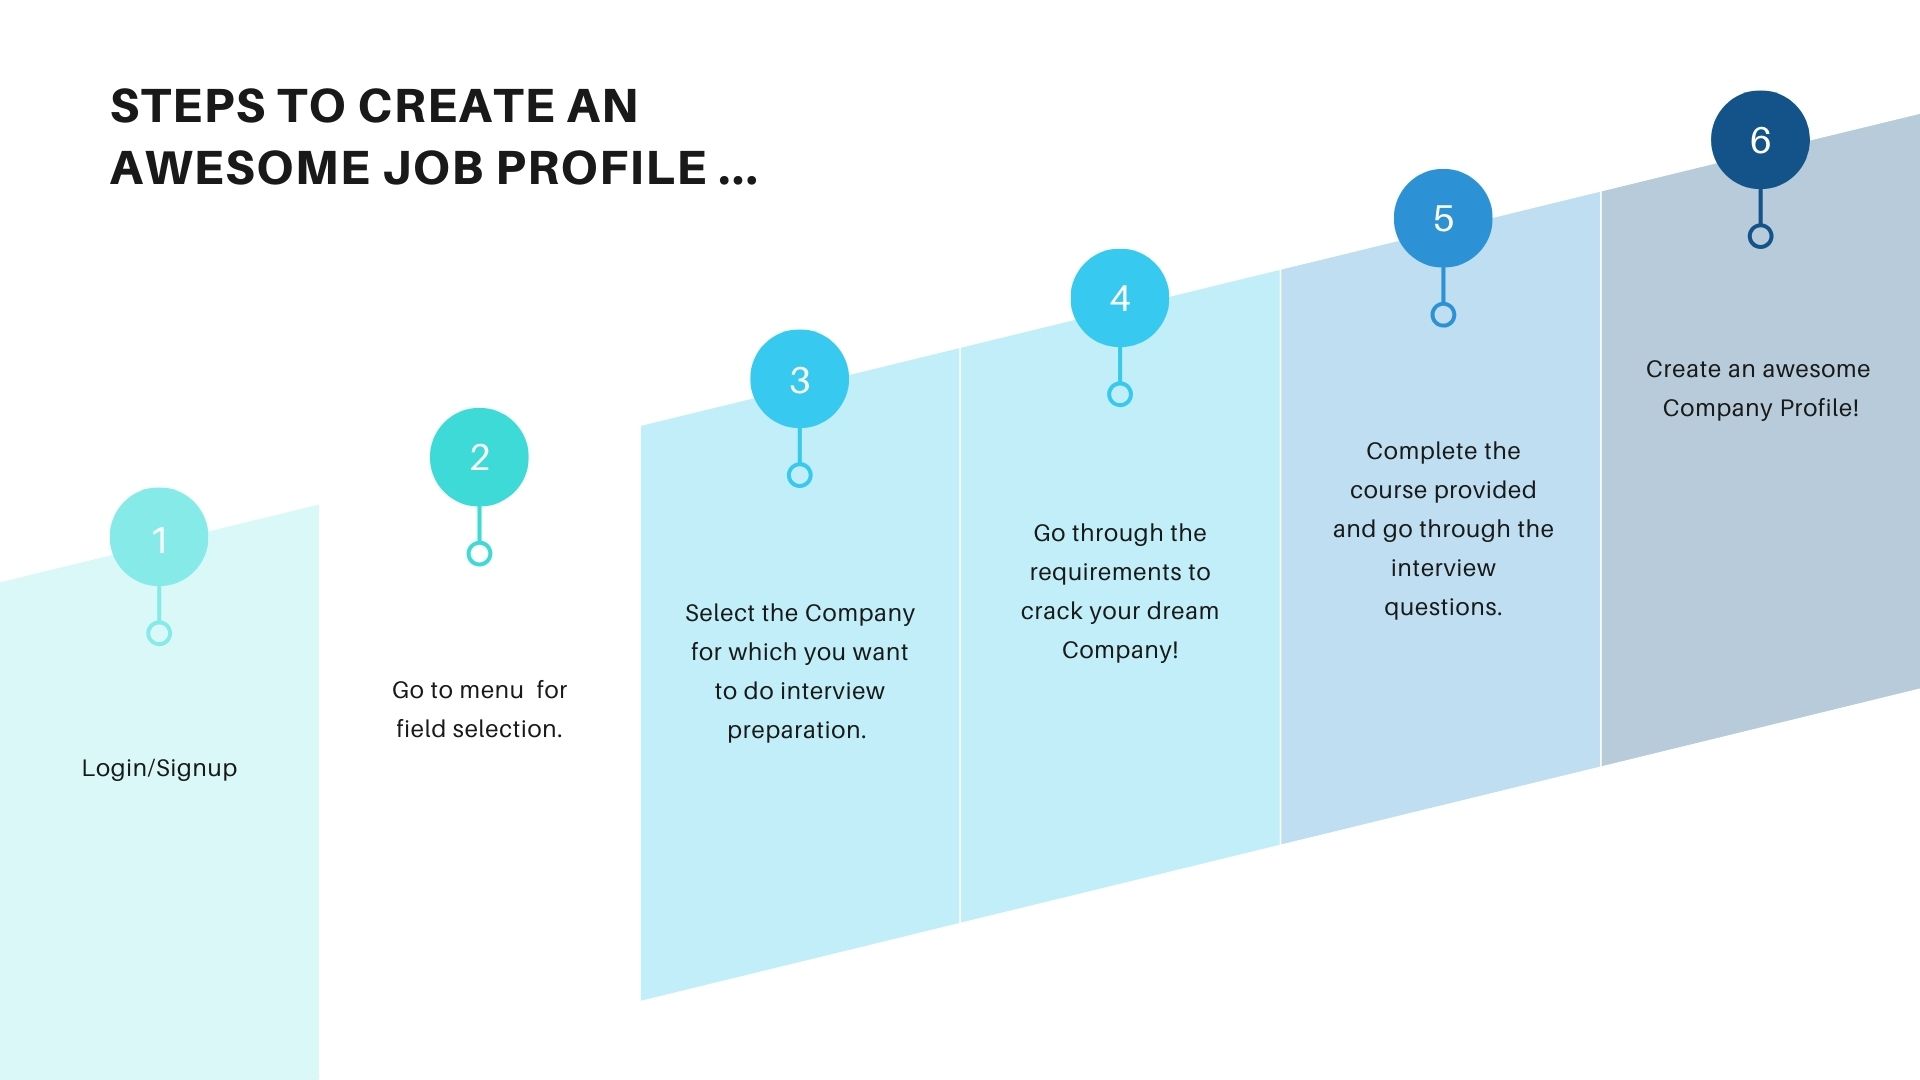 STEPS TO CREATE AN
AWESOME JOB PROFILE ...
1
Login/Signup
2
Go to menu  for
field selection.
3
Select the Company
for which you want
to do interview
preparation.
4
Go through the
requirements to
crack your dream
Company!
5
Complete the
course provided
and go through the
interview
questions.
6
Create an awesome
Company Profile!